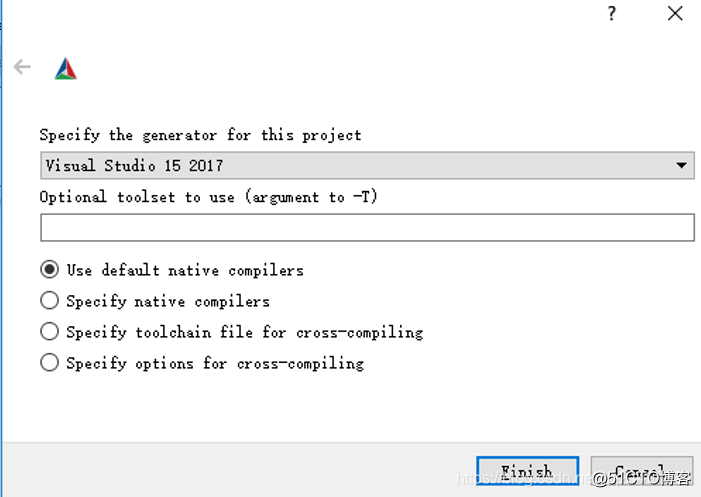 ?
Specify the generator for this project
Visual Studio 15 2017
Optional toolset to use (argument to -T)
Use default native compilers
Specify native compilers
Specify toolchain file for cross-compiling
Specify options for cross-compiling
Finish
Cancel
https://blog.csdn.ne
@51CTO博客